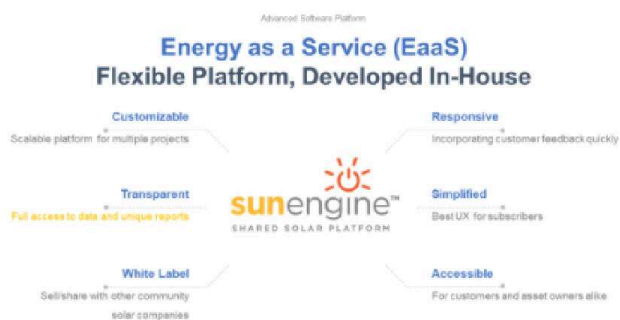 Advanced Software Platform
Energy as a Service (EaaS)
Flexible Platform, Developed In-House
Customizable
Scalable platform for multiple projects
Transparent
Full access to data and unique reports
White Label
Sell/share with other community
solar companies
sunengine™
SHARED SOLAR PLATFORM
Responsive
Incorporating customer feedback quickly
Simplified
Best UX for subscribers
Accessible
For customers and asset owners alike